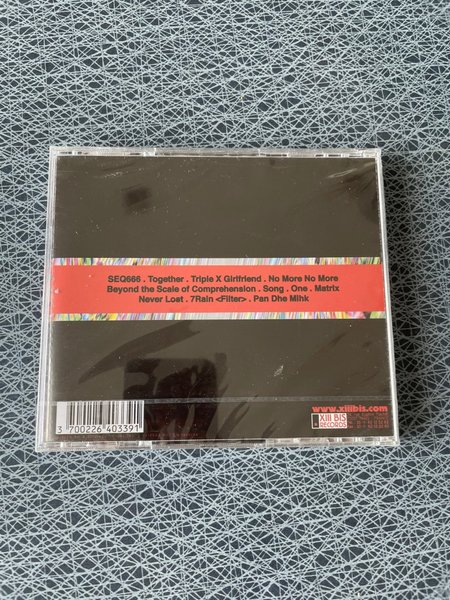 SEQ666 . Together . Triple X Girlfriend . No More No More
Beyond the Scale of Comprehension . Song . One . Matrix
Never Lost . 7Rain <Filter> . Pan Dhe Mihk
www.xiiibis.com
XIII BIS
RECORDS
3 700226 403391